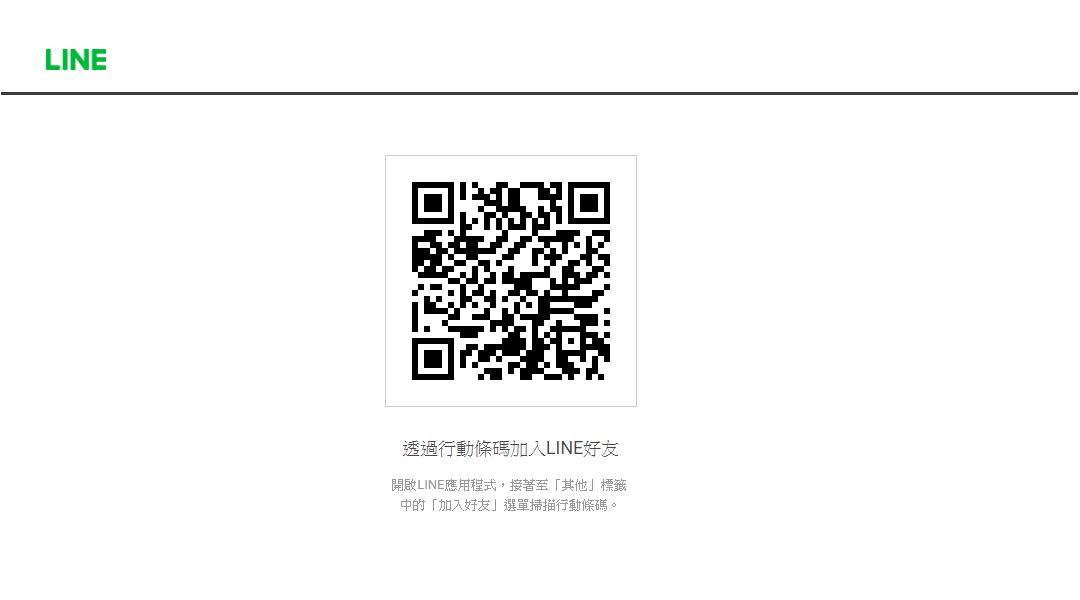 LINE
透過行動條碼加入LINE好友
開啟LINE應用程式，接著至「其他」標籤
中的「加入好友」選單掃描行動條碼。